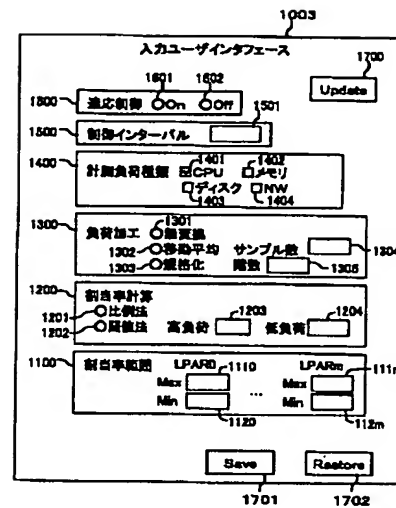 1003
入力ユーザインタフェース
1601 1602 1700
1600 適応制御 On Off Update
1500 制御インターバル 1501
1400 計測負荷種類 1401 CPU 1402 メモリ
ディスク 1403 NW 1404
1300 負荷加工 1301 無変換
1302 移動平均 サンプル数 1304
1303 規格化 階数 1305
1200 割当率計算
1201 比例法 1203 1204
1202 閾値法 高負荷 低負荷
1100 割当率範囲 LPAR0 1110 LPARm 111m
Max ... Max
Min Min
1120 112m
Save Restore
1701 1702